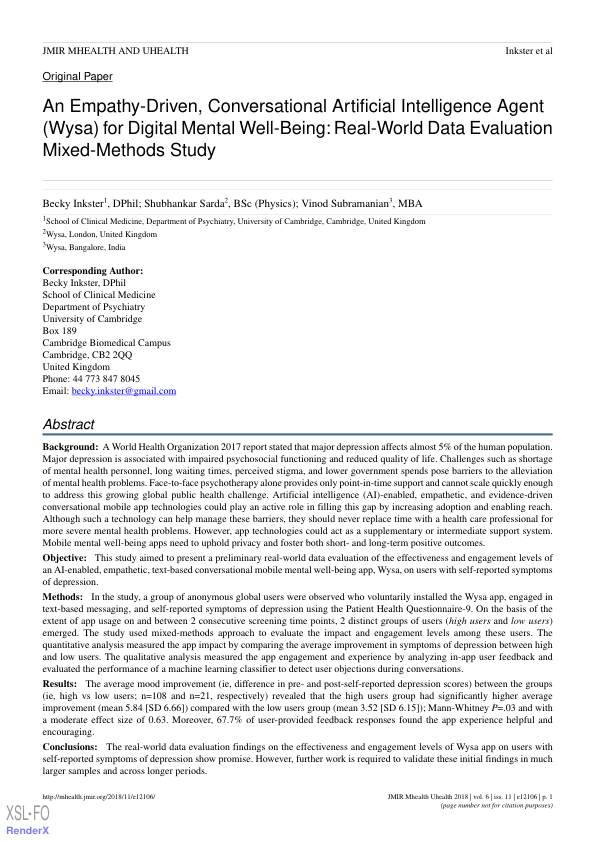 JMIR MHEALTH AND UHEALTH Inkster et al
Original Paper
An Empathy-Driven, Conversational Artificial Intelligence Agent
(Wysa) for Digital Mental Well-Being: Real-World Data Evaluation
Mixed-Methods Study
Becky Inkster1, DPhil; Shubhankar Sarda2, BSc (Physics); Vinod Subramanian3, MBA
1School of Clinical Medicine, Department of Psychiatry, University of Cambridge, Cambridge, United Kingdom
2Wysa, London, United Kingdom
3Wysa, Bangalore, India
Corresponding Author:
Becky Inkster, DPhil
School of Clinical Medicine
Department of Psychiatry
University of Cambridge
Box 189
Cambridge Biomedical Campus
Cambridge, CB2 2QQ
United Kingdom
Phone: 44 773 847 8045
Email: becky.inkster@gmail.com
Abstract
Background: A World Health Organization 2017 report stated that major depression affects almost 5% of the human population.
Major depression is associated with impaired psychosocial functioning and reduced quality of life. Challenges such as shortage
of mental health personnel, long waiting times, perceived stigma, and lower government spends pose barriers to the alleviation
of mental health problems. Face-to-face psychotherapy alone provides only point-in-time support and cannot scale quickly enough
to address this growing global public health challenge. Artificial intelligence (AI)-enabled, empathetic, and evidence-driven
conversational mobile app technologies could play an active role in filling this gap by increasing adoption and enabling reach.
Although such a technology can help manage these barriers, they should never replace time with a health care professional for
more severe mental health problems. However, app technologies could act as a supplementary or intermediate support system.
Mobile mental well-being apps need to uphold privacy and foster both short- and long-term positive outcomes.
Objective: This study aimed to present a preliminary real-world data evaluation of the effectiveness and engagement levels of
an AI-enabled, empathetic, text-based conversational mobile mental well-being app, Wysa, on users with self-reported symptoms
of depression.
Methods: In the study, a group of anonymous global users were observed who voluntarily installed the Wysa app, engaged in
text-based messaging, and self-reported symptoms of depression using the Patient Health Questionnaire-9. On the basis of the
extent of app usage on and between 2 consecutive screening time points, 2 distinct groups of users (high users and low users)
emerged. The study used mixed-methods approach to evaluate the impact and engagement levels among these users. The
quantitative analysis measured the app impact by comparing the average improvement in symptoms of depression between high
and low users. The qualitative analysis measured the app engagement and experience by analyzing in-app user feedback and
evaluated the performance of a machine learning classifier to detect user objections during conversations.
Results: The average mood improvement (ie, difference in pre- and post-self-reported depression scores) between the groups
(ie, high vs low users; n=108 and n=21, respectively) revealed that the high users group had significantly higher average
improvement (mean 5.84 [SD 6.66]) compared with the low users group (mean 3.52 [SD 6.15]); Mann-Whitney P=.03 and with
a moderate effect size of 0.63. Moreover, 67.7% of user-provided feedback responses found the app experience helpful and
encouraging.
Conclusions: The real-world data evaluation findings on the effectiveness and engagement levels of Wysa app on users with
self-reported symptoms of depression show promise. However, further work is required to validate these initial findings in much
larger samples and across longer periods.
http://mhealth.jmir.org/2018/11/e12106/ JMIR Mhealth Uhealth 2018 | vol. 6 | iss. 11 | e12106 | p. 1
(page number not for citation purposes)
XSL•FO
RenderX